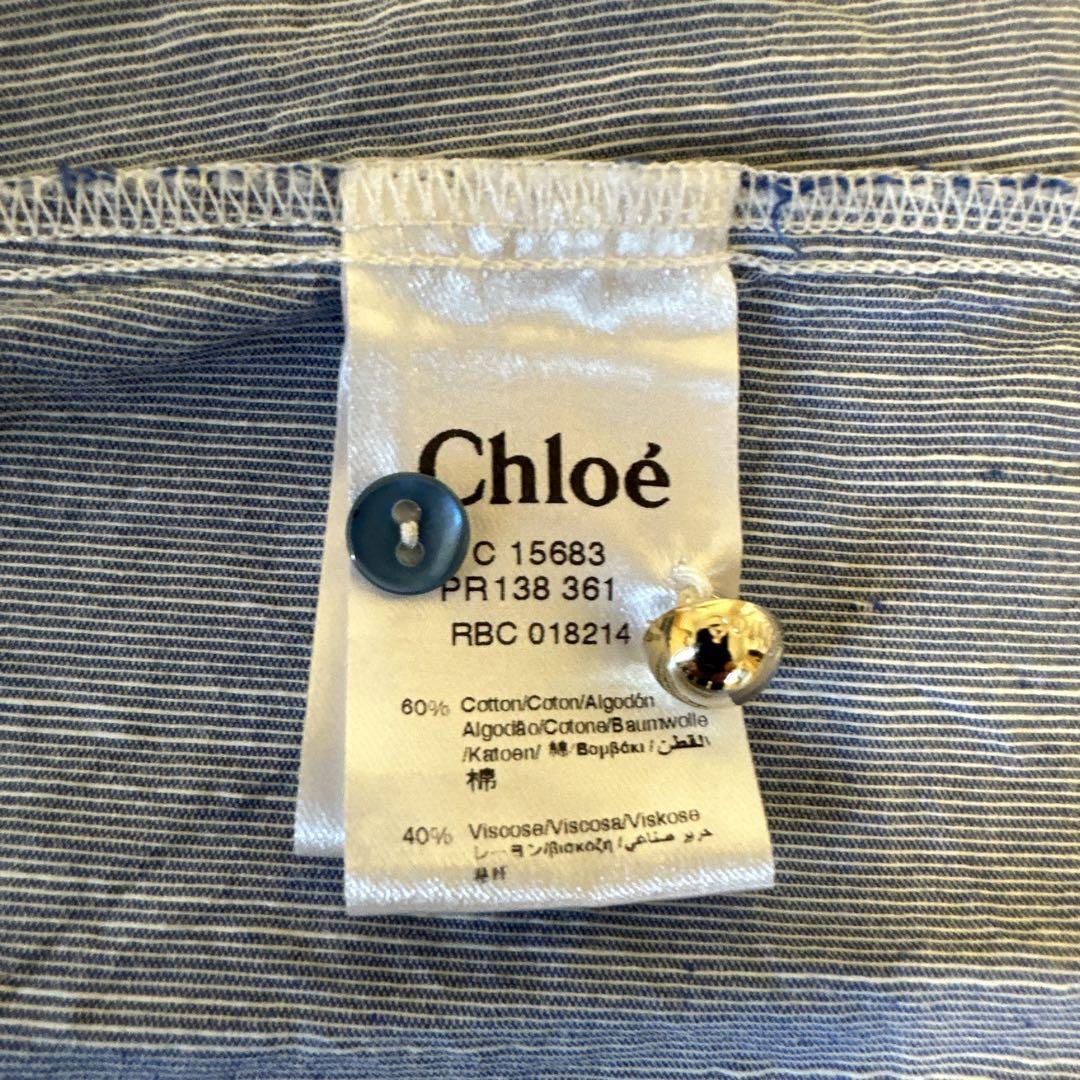 Chloé
C 15683
PR138 361
RBC 018214
60% Cotton/Coton/Algodón
Algodão/Cotone/Baumwolle
/Katoen/ 綿/Βαμβάκι/القطن
棉
40% Viscose/Viscosa/Viskose
レーヨン/βισκοζη/حرير صناعي